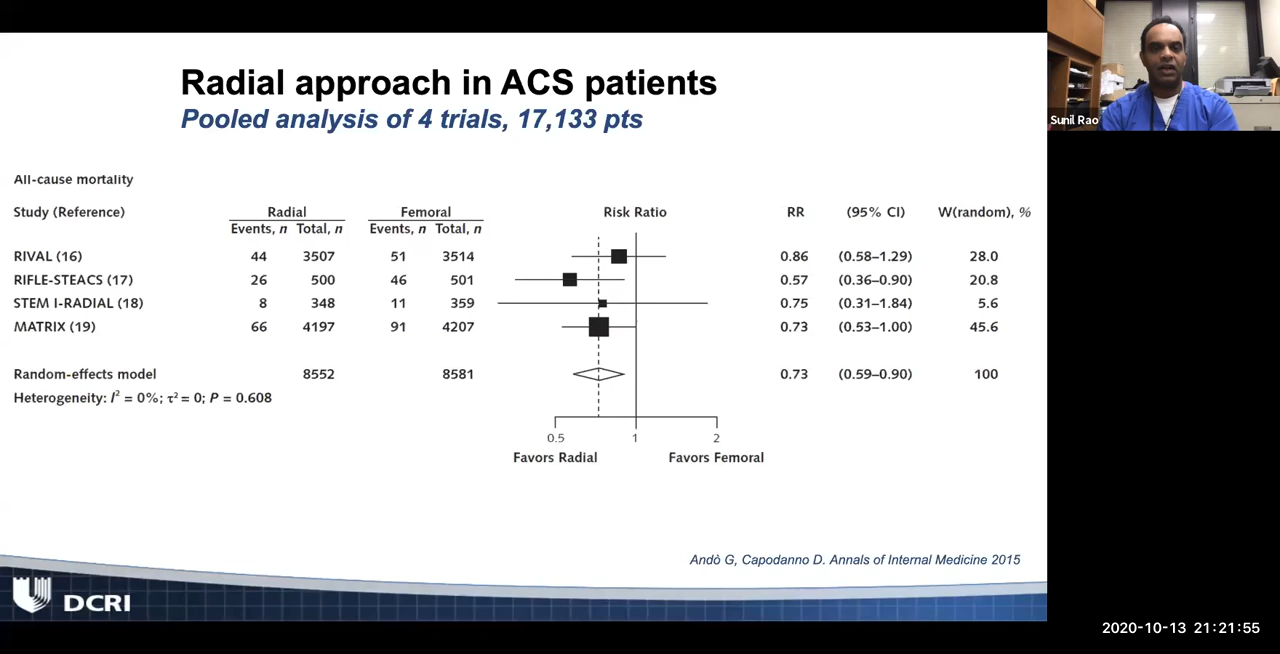 Radial approach in ACS patients
Pooled analysis of 4 trials, 17,133 pts
Sunil Rao
All-cause mortality
Study (Reference) Radial Femoral Risk Ratio RR (95% CI) W(random), %
Events, n Total, n Events, n Total, n
RIVAL (16) 44 3507 51 3514 0.86 (0.58–1.29) 28.0
RIFLE-STEACS (17) 26 500 46 501 0.57 (0.36–0.90) 20.8
STEM I-RADIAL (18) 8 348 11 359 0.75 (0.31–1.84) 5.6
MATRIX (19) 66 4197 91 4207 0.73 (0.53–1.00) 45.6
Random-effects model 8552 8581 0.73 (0.59–0.90) 100
Heterogeneity: I² = 0%; τ² = 0; P = 0.608
0.5 1 2
Favors Radial Favors Femoral
Andò G, Capodanno D. Annals of Internal Medicine 2015
DCRI
2020-10-13 21:21:55